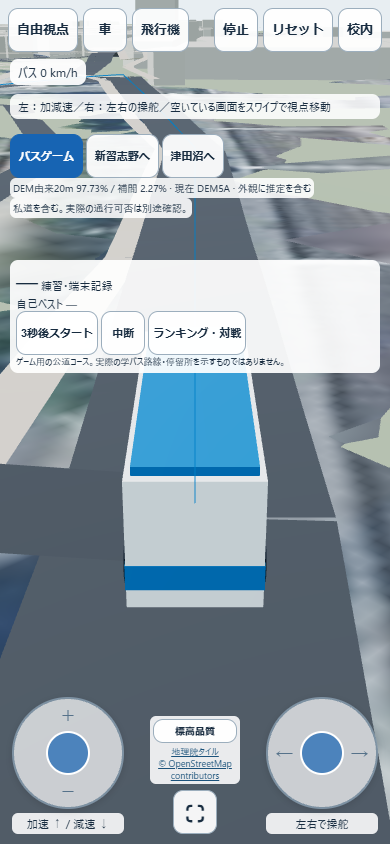 自由視点 車 飛行機 停止 リセット 校内
バス 0 km/h
左：加減速／右：左右の操舵／空いている画面をスワイプで視点移動
バスゲーム 新習志野へ 津田沼へ
DEM由来20m 97.73% / 補間 2.27% · 現在 DEM5A · 外観に推定を含む
私道を含む。実際の通行可否は別途確認。
━━ 練習・端末記録
自己ベスト —
3秒後スタート 中断 ランキング・対戦
ゲーム用の公道コース。実際の学バス路線・停留所を示すものではありません。
＋ － ← →
標高品質
地理院タイル
© OpenStreetMap
contributors
加速 ↑ / 減速 ↓ 左右で操舵